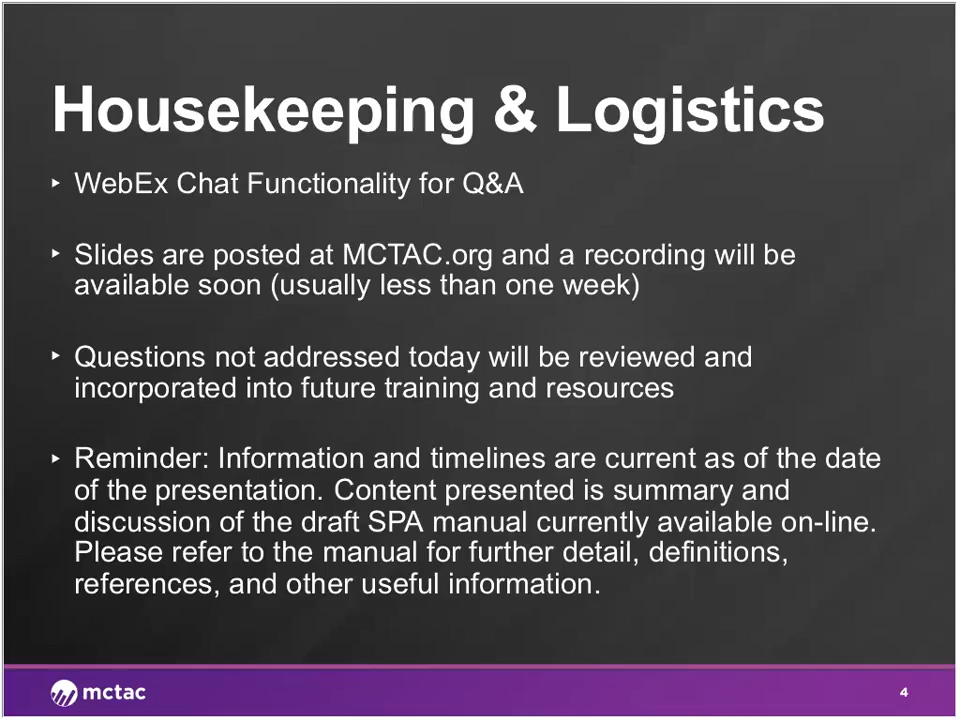 Housekeeping & Logistics
‣ WebEx Chat Functionality for Q&A
‣ Slides are posted at MCTAC.org and a recording will be
available soon (usually less than one week)
‣ Questions not addressed today will be reviewed and
incorporated into future training and resources
‣ Reminder: Information and timelines are current as of the date
of the presentation. Content presented is summary and
discussion of the draft SPA manual currently available on-line.
Please refer to the manual for further detail, definitions,
references, and other useful information.
mctac
4